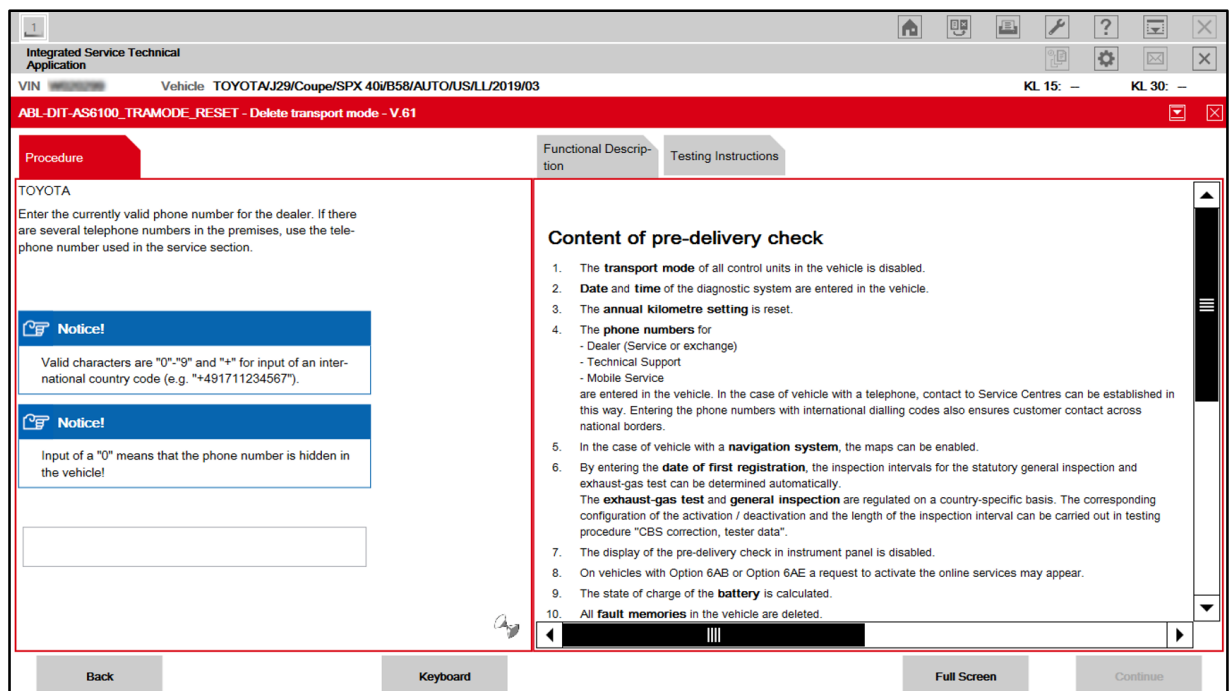 1
?
Integrated Service Technical
Application
VIN
Vehicle TOYOTA/J29/Coupe/SPX 40i/B58/AUTO/US/LL/2019/03
KL 15: –
KL 30: –
ABL-DIT-AS6100_TRAMODE_RESET - Delete transport mode - V.61
Procedure
TOYOTA
Enter the currently valid phone number for the dealer. If there
are several telephone numbers in the premises, use the tele-
phone number used in the service section.
Notice!
Valid characters are "0"-"9" and "+" for input of an inter-
national country code (e.g. "+491711234567").
Notice!
Input of a "0" means that the phone number is hidden in
the vehicle!
Functional Descrip-
tion
Testing Instructions
Content of pre-delivery check
1. The transport mode of all control units in the vehicle is disabled.
2. Date and time of the diagnostic system are entered in the vehicle.
3. The annual kilometre setting is reset.
4. The phone numbers for
- Dealer (Service or exchange)
- Technical Support
- Mobile Service
are entered in the vehicle. In the case of vehicle with a telephone, contact to Service Centres can be established in
this way. Entering the phone numbers with international dialling codes also ensures customer contact across
national borders.
5. In the case of vehicle with a navigation system, the maps can be enabled.
6. By entering the date of first registration, the inspection intervals for the statutory general inspection and
exhaust-gas test can be determined automatically.
The exhaust-gas test and general inspection are regulated on a country-specific basis. The corresponding
configuration of the activation / deactivation and the length of the inspection interval can be carried out in testing
procedure "CBS correction, tester data".
7. The display of the pre-delivery check in instrument panel is disabled.
8. On vehicles with Option 6AB or Option 6AE a request to activate the online services may appear.
9. The state of charge of the battery is calculated.
10. All fault memories in the vehicle are deleted.
Back
Keyboard
Full Screen
Continue